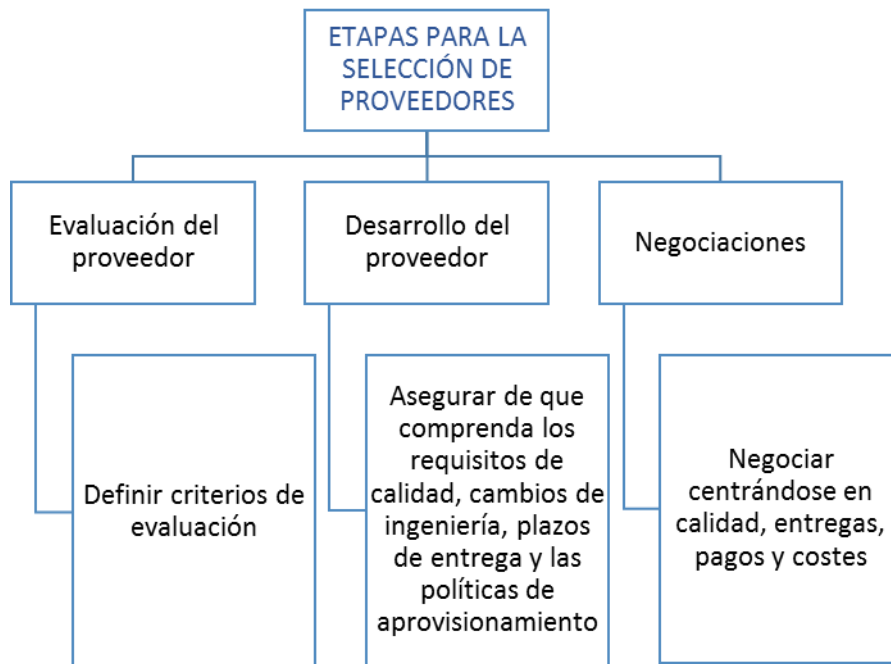 ETAPAS PARA LA
SELECCIÓN DE
PROVEEDORES
Evaluación del
proveedor
Desarrollo del
proveedor
Negociaciones
Definir criterios de
evaluación
Asegurar de que
comprenda los
requisitos de
calidad, cambios de
ingeniería, plazos
de entrega y las
políticas de
aprovisionamiento
Negociar
centrándose en
calidad, entregas,
pagos y costes